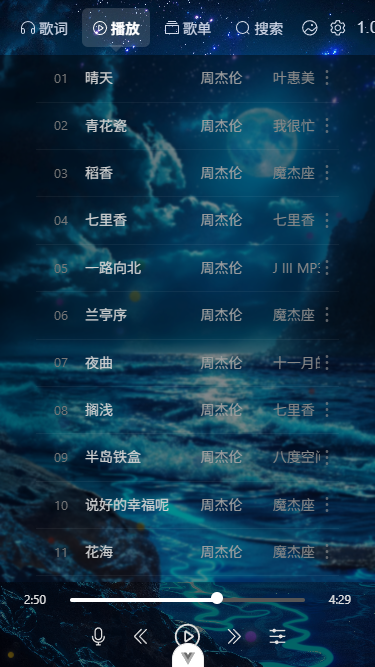 歌词 播放 歌单 搜索 1.0
01 晴天 周杰伦 叶惠美
02 青花瓷 周杰伦 我很忙
03 稻香 周杰伦 魔杰座
04 七里香 周杰伦 七里香
05 一路向北 周杰伦 J III MP3
06 兰亭序 周杰伦 魔杰座
07 夜曲 周杰伦 十一月的
08 搁浅 周杰伦 七里香
09 半岛铁盒 周杰伦 八度空间
10 说好的幸福呢 周杰伦 魔杰座
11 花海 周杰伦 魔杰座
2:50 4:29